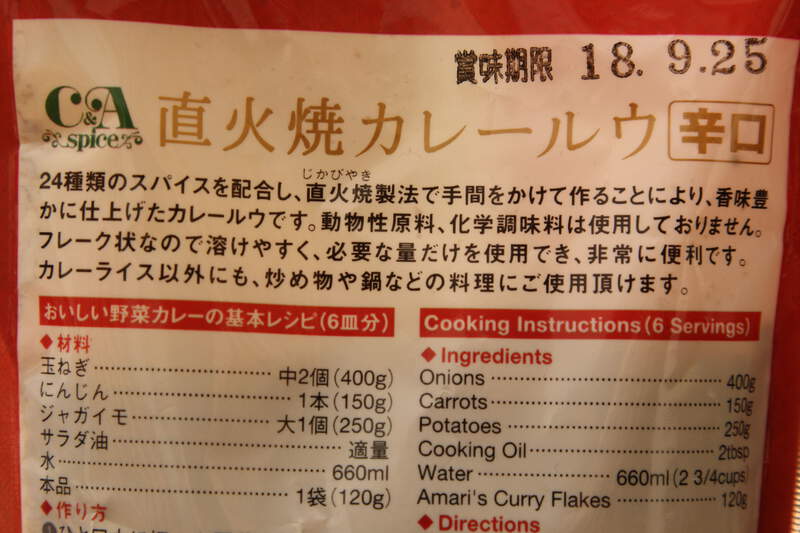 賞味期限 18. 9.25
C&A
spice
直火焼カレールウ 辛口
じかびやき
24種類のスパイスを配合し、直火焼製法で手間をかけて作ることにより、香味豊
かに仕上げたカレールウです。動物性原料、化学調味料は使用しておりません。
フレーク状なので溶けやすく、必要な量だけを使用でき、非常に便利です。
カレーライス以外にも、炒め物や鍋などの料理にご使用頂けます。
おいしい野菜カレーの基本レシピ(6皿分)
◆材料
玉ねぎ 中2個(400g)
にんじん 1本(150g)
ジャガイモ 大1個(250g)
サラダ油 適量
水 660ml
本品 1袋(120g)
◆作り方
Cooking Instructions(6 Servings)
◆Ingredients
Onions 400g
Carrots 150g
Potatoes 250g
Cooking Oil 2tbsp
Water 660ml(2 3/4cups)
Amari's Curry Flakes 120g
◆Directions